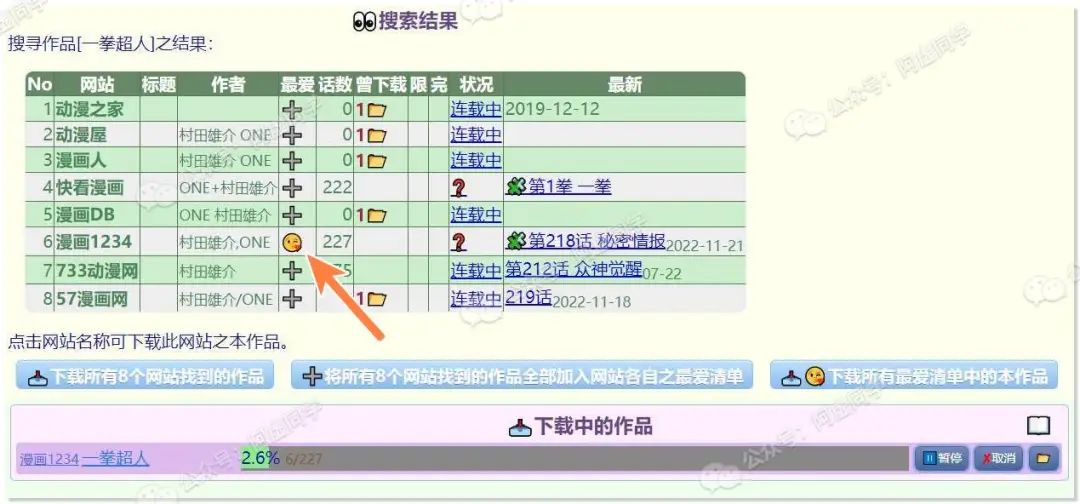 搜索结果
搜寻作品[一拳超人]之结果：
No 网站 标题 作者 最爱 话数 曾下载 限 完 状况 最新
1 动漫之家 0 1 连载中 2019-12-12
2 动漫屋 村田雄介 ONE 0 1 连载中
3 漫画人 村田雄介 ONE 0 1 连载中
4 快看漫画 ONE+村田雄介 222 ? 第1拳 一拳
5 漫画DB ONE 村田雄介 0 1 连载中
6 漫画1234 村田雄介,ONE 227 ? 第218话 秘密情报 2022-11-21
7 733动漫网 村田雄介 75 连载中 第212话 众神觉醒 07-22
8 57漫画网 村田雄介/ONE 1 连载中 219话 2022-11-18
点击网站名称可下载此网站之本作品。
下载所有8个网站找到的作品 将所有8个网站找到的作品全部加入网站各自之最爱清单 下载所有最爱清单中的本作品
下载中的作品
漫画1234 一拳超人 2.6% 6/227 暂停 取消